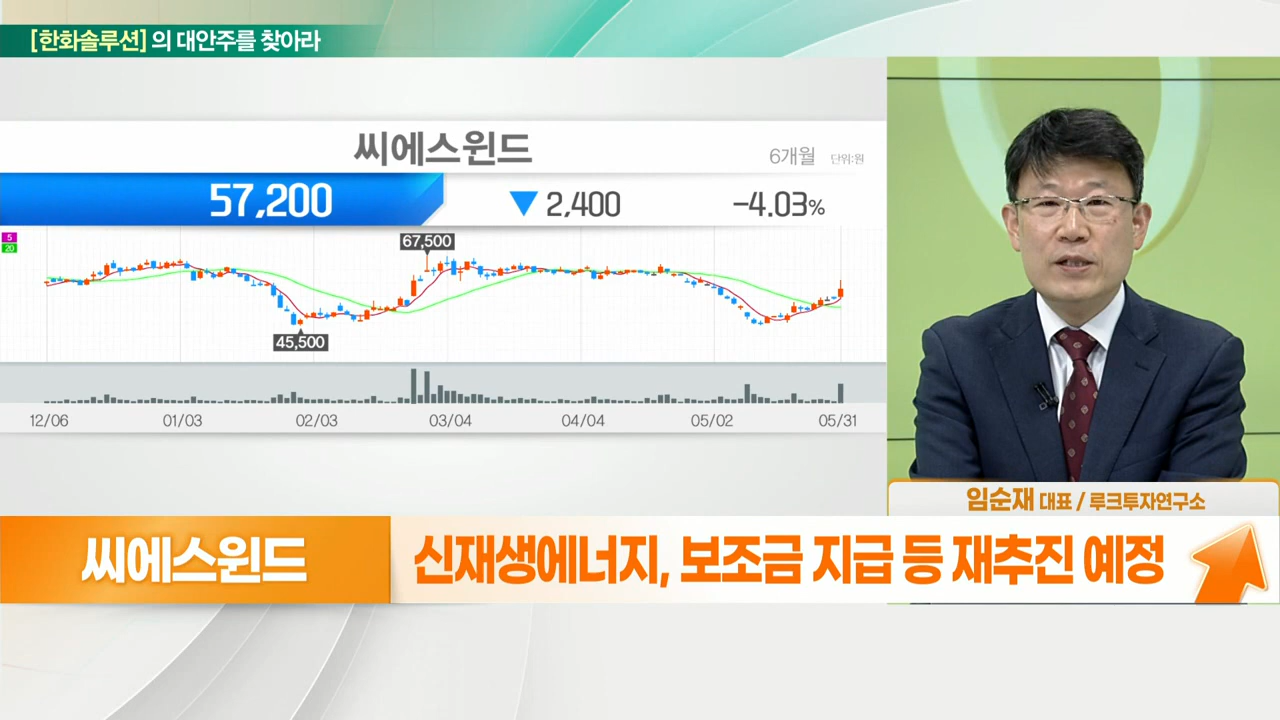 [한화솔루션] 의 대안주를 찾아라
씨에스윈드
6개월 단위:원
57,200 ▼ 2,400 -4.03%
5
20
67,500
45,500
12/06 01/03 02/03 03/04 04/04 05/02 05/31
임순재 대표 / 루크투자연구소
씨에스윈드
신재생에너지, 보조금 지급 등 재추진 예정